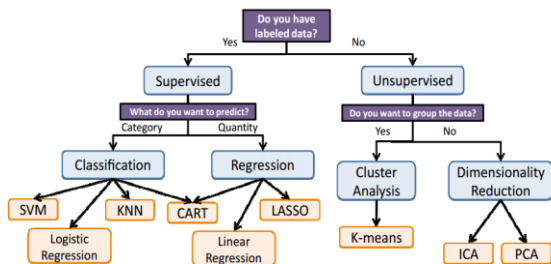 Do you have
labeled data?
Yes
No
Supervised
Unsupervised
What do you want to predict?
Do you want to group the data?
Category
Quantity
Yes
No
Classification
Regression
Cluster
Analysis
Dimensionality
Reduction
SVM
KNN
CART
LASSO
K-means
Logistic
Regression
Linear
Regression
ICA
PCA